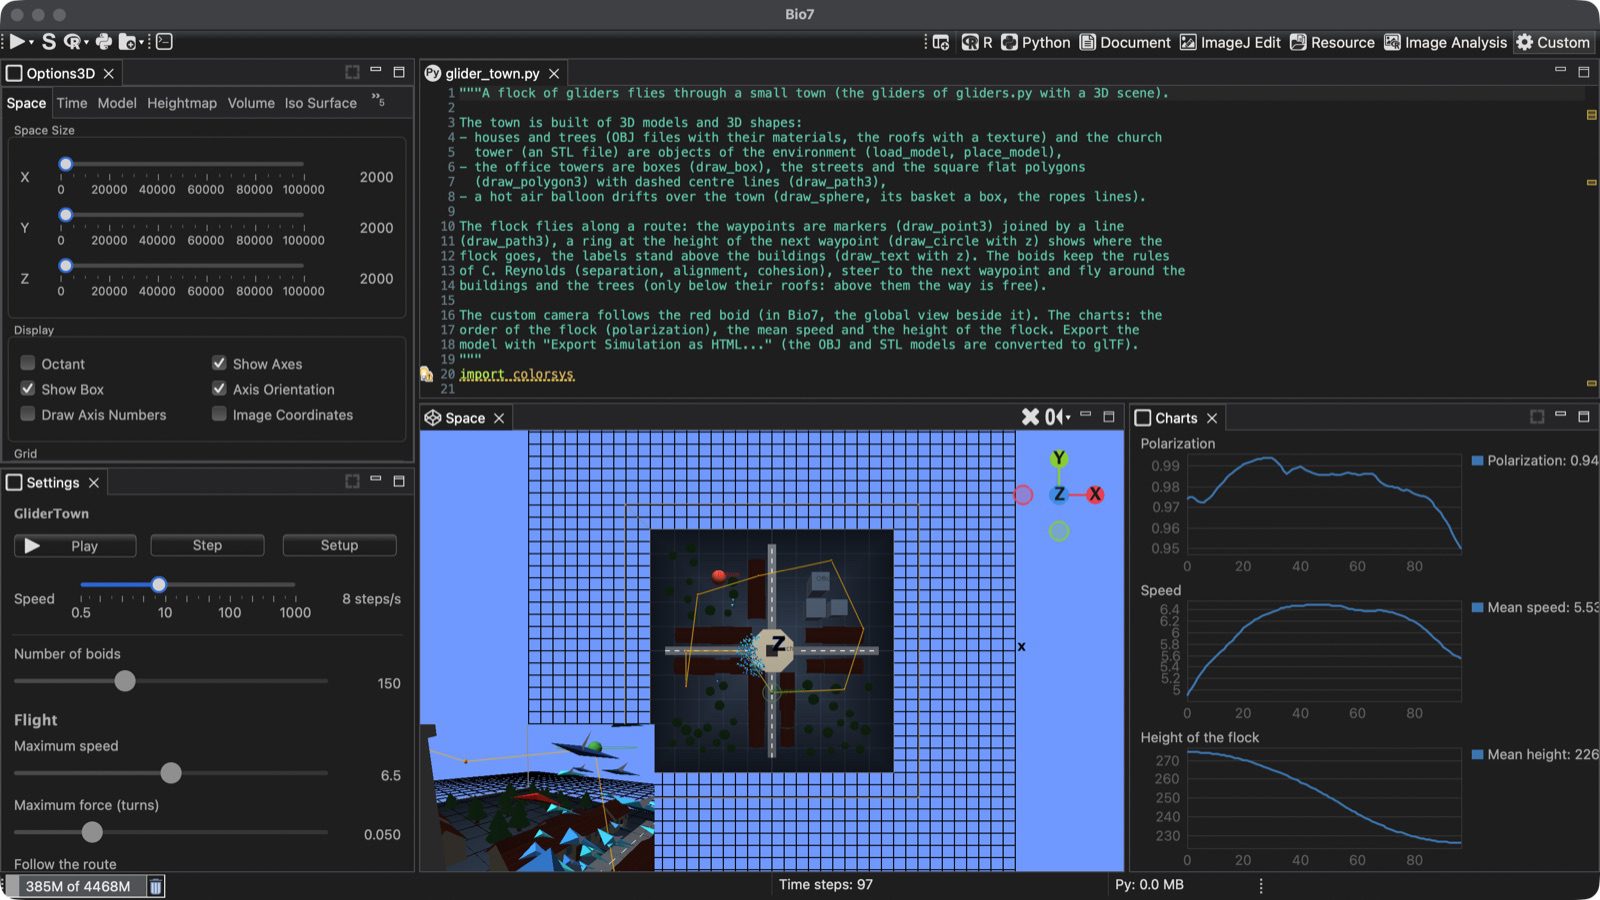 Bio7
R
Python
Document
ImageJ Edit
Resource
Image Analysis
Custom
Options3D
Space Time Model Heightmap Volume Iso Surface »5
Space Size
X 0 20000 40000 60000 80000 100000 2000
Y 0 20000 40000 60000 80000 100000 2000
Z 0 20000 40000 60000 80000 100000 2000
Display
Octant Show Axes
Show Box Axis Orientation
Draw Axis Numbers Image Coordinates
Grid
Settings
GliderTown
Play Step Setup
Speed 0.5 10 100 1000 8 steps/s
Number of boids
150
Flight
Maximum speed
6.5
Maximum force (turns)
0.050
Follow the route
385M of 4468M
glider_town.py
1 """A flock of gliders flies through a small town (the gliders of gliders.py with a 3D scene).
2
3 The town is built of 3D models and 3D shapes:
4 - houses and trees (OBJ files with their materials, the roofs with a texture) and the church
5 tower (an STL file) are objects of the environment (load_model, place_model),
6 - the office towers are boxes (draw_box), the streets and the square flat polygons
7 (draw_polygon3) with dashed centre lines (draw_path3),
8 - a hot air balloon drifts over the town (draw_sphere, its basket a box, the ropes lines).
9
10 The flock flies along a route: the waypoints are markers (draw_point3) joined by a line
11 (draw_path3), a ring at the height of the next waypoint (draw_circle with z) shows where the
12 flock goes, the labels stand above the buildings (draw_text with z). The boids keep the rules
13 of C. Reynolds (separation, alignment, cohesion), steer to the next waypoint and fly around the
14 buildings and the trees (only below their roofs: above them the way is free).
15
16 The custom camera follows the red boid (in Bio7, the global view beside it). The charts: the
17 order of the flock (polarization), the mean speed and the height of the flock. Export the
18 model with "Export Simulation as HTML..." (the OBJ and STL models are converted to glTF).
19 """
20 import colorsys
21
Space
Y
Z X
Z
x
Time steps: 97
Py: 0.0 MB
Charts
Polarization
0.99
0.98
0.97
0.96
0.95
0 20 40 60 80
Polarization: 0.94
Speed
6.4
6.2
6
5.8
5.6
5.4
5.2
5
0 20 40 60 80
Mean speed: 5.53
Height of the flock
270
260
250
240
230
0 20 40 60 80
Mean height: 226